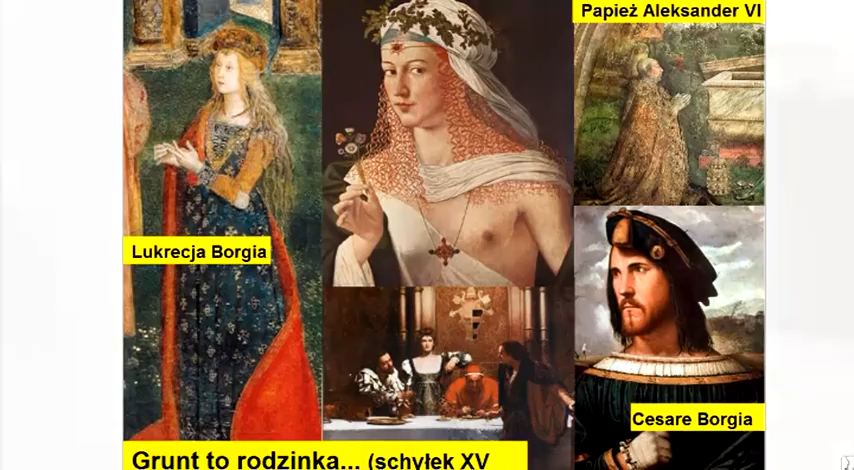 Papież Aleksander VI
Lukrecja Borgia
Cesare Borgia
Grunt to rodzinka... (schyłek XV